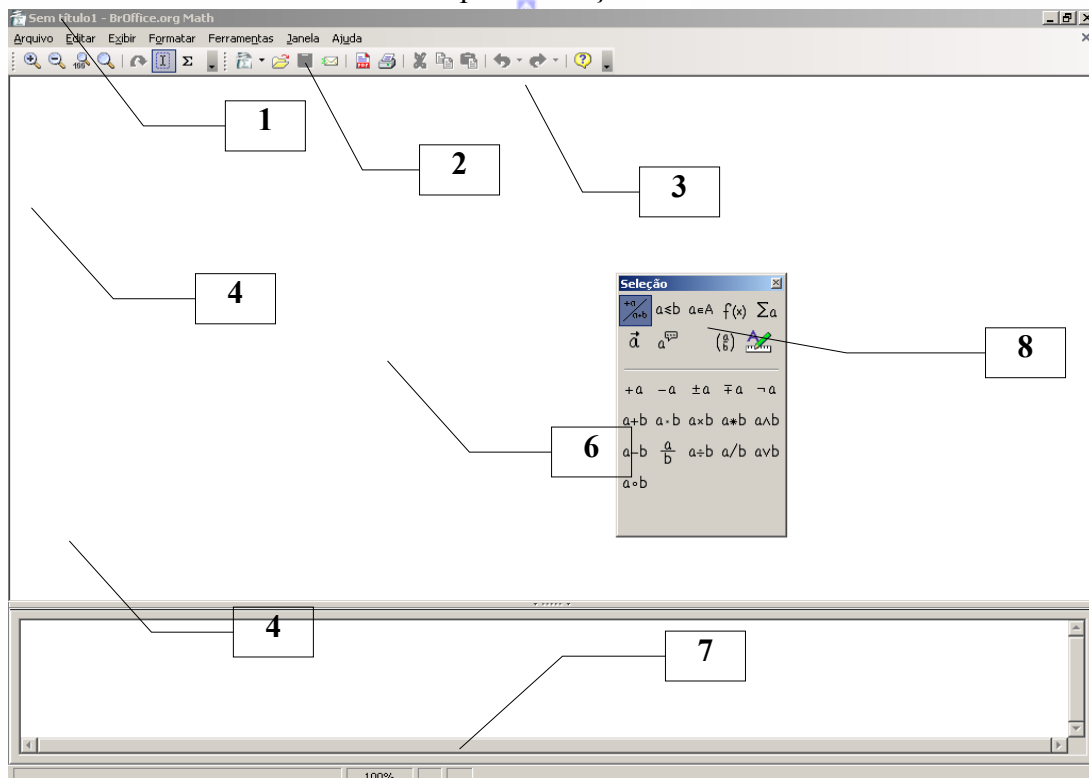 Sem título1 - BrOffice.org Math
Arquivo Editar Exibir Formatar Ferramentas Janela Ajuda
1
2
3
4
Seleção
+a/a+b a≤b a∈A f(x) Σa
a⃗ a (a/b)
8
+a -a ±a ∓a ¬a
a+b a·b a×b a∗b a∧b
6
a-b a/b a÷b a/b a∨b
a∘b
4
7
100%